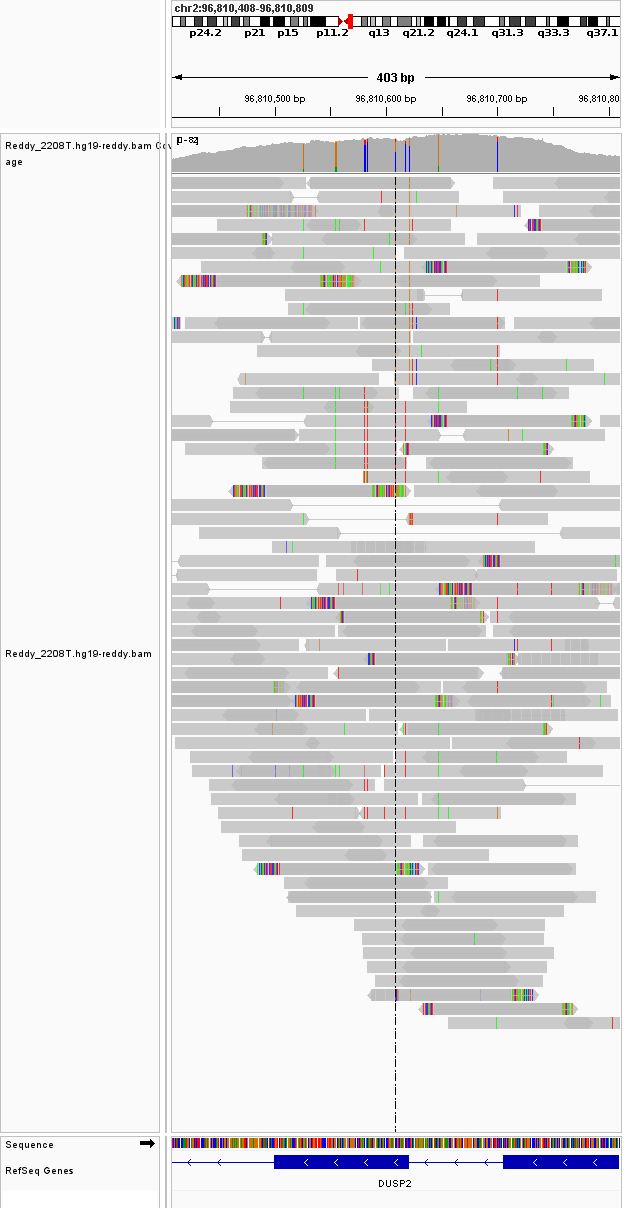 chr2:96,810,408-96,810,809
p24.2 p21 p15 p11.2 q13 q21.2 q24.1 q31.3 q33.3 q37.1
403 bp
96,810,500 bp 96,810,600 bp 96,810,700 bp 96,810,80
Reddy_2208T.hg19-reddy.bam Cov
age
[0-82]
Reddy_2208T.hg19-reddy.bam
Sequence
RefSeq Genes
DUSP2